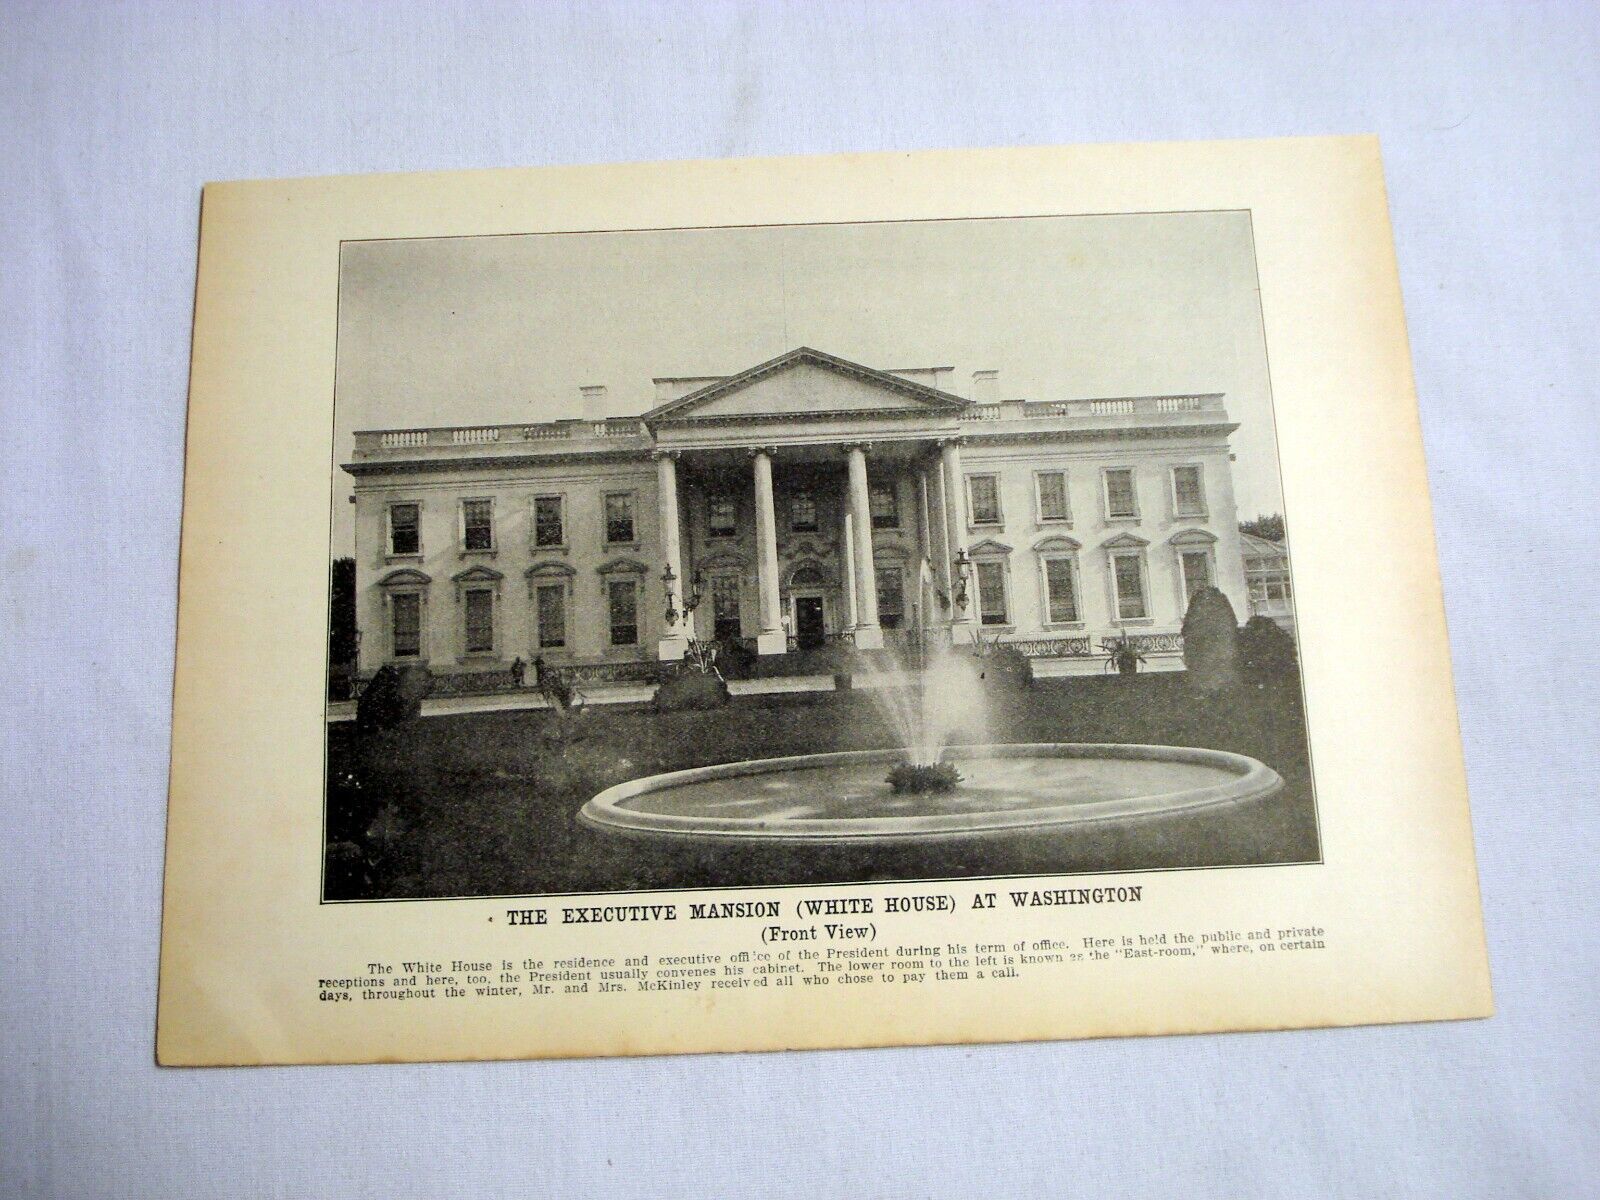 THE EXECUTIVE MANSION (WHITE HOUSE) AT WASHINGTON
(Front View)
The White House is the residence and executive office of the President during his term of office. Here is held the public and private
receptions and here, too, the President usually convenes his cabinet. The lower room to the left is known as the "East-room," where, on certain
days, throughout the winter, Mr. and Mrs. McKinley received all who chose to pay them a call.